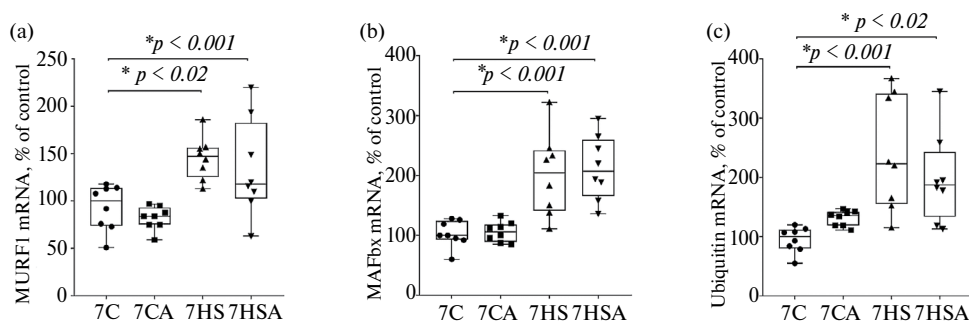 (a)
MURF1 mRNA, % of control
*p < 0.001
* p < 0.02
250
200
150
100
50
0
7C 7CA 7HS 7HSA
(b)
MAFbx mRNA, % of control
*p < 0.001
*p < 0.001
400
300
200
100
0
7C 7CA 7HS 7HSA
(c)
Ubiquitin mRNA, % of control
* p < 0.02
*p < 0.001
400
300
200
100
0
7C 7CA 7HS 7HSA